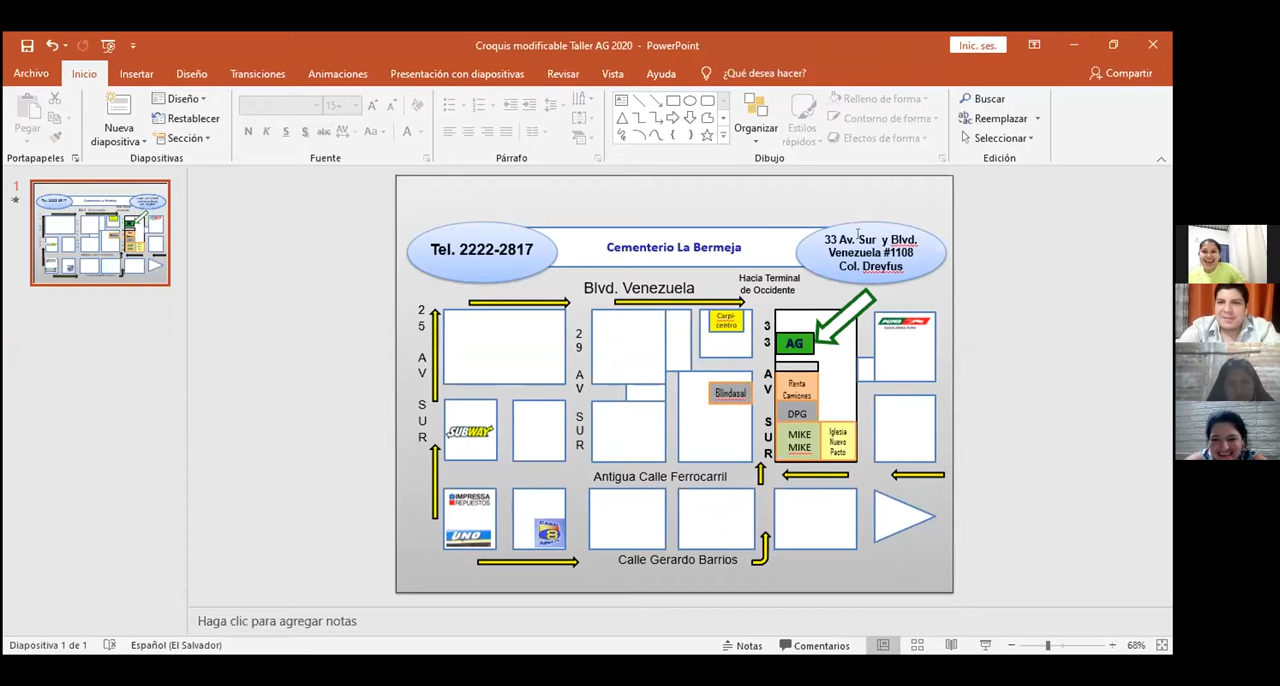 Croquis modificable Taller AG 2020 - PowerPoint
Inic. ses.
Archivo Inicio Insertar Diseño Transiciones Animaciones Presentación con diapositivas Revisar Vista Ayuda ¿Qué desea hacer? Compartir
Pegar
Nueva
diapositiva
Diseño
Restablecer
Sección
15+
N K S S abc AV Aa A
Organizar
Estilos
rápidos
Relleno de forma
Contorno de forma
Efectos de forma
Buscar
Reemplazar
Seleccionar
Portapapeles Diapositivas Fuente Párrafo Dibujo Edición
1
Tel. 2222-2817
Cementerio La Bermeja
33 Av. Sur y Blvd.
Venezuela #1108
Col. Dreyfus
Hacia Terminal
de Occidente
Blvd. Venezuela
25 AV SUR
29 AV SUR
33 AV SUR
Carpi-
centro
AG
Blindasal
Renta
Camiones
DPG
MIKE
MIKE
Iglesia
Nuevo
Pacto
SUBWAY
Antigua Calle Ferrocarril
IMPRESSA
REPUESTOS
UNO
8
Calle Gerardo Barrios
Haga clic para agregar notas
Diapositiva 1 de 1 Español (El Salvador) Notas Comentarios 68%